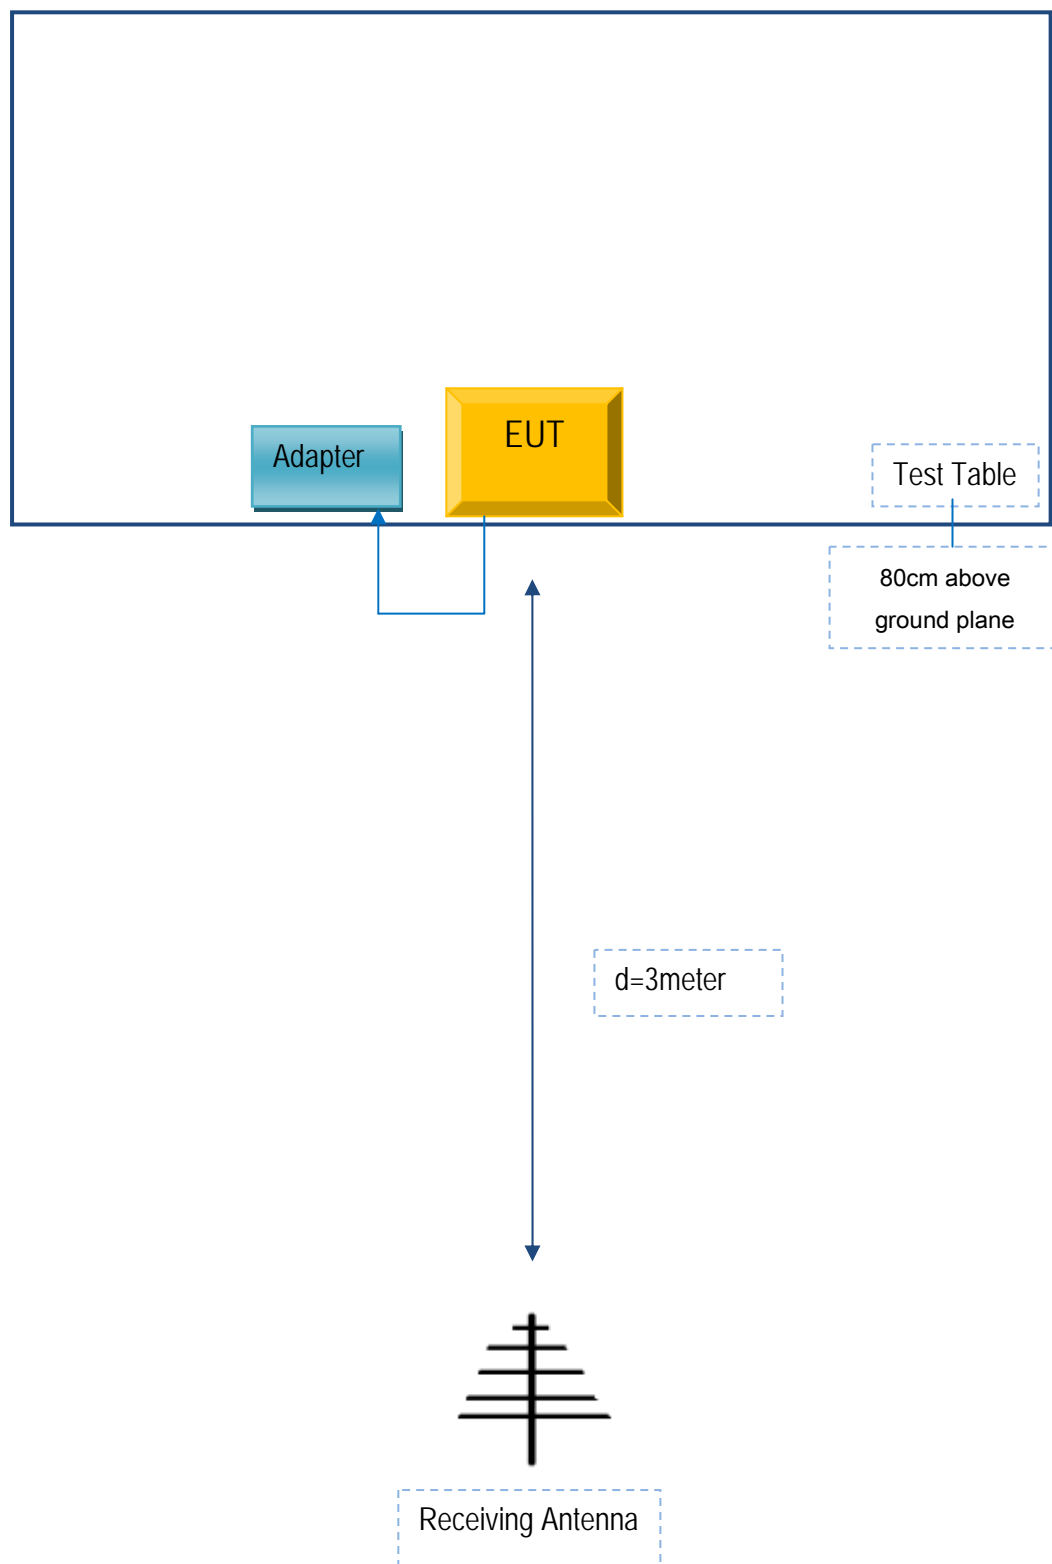 EUT
Adapter
Test Table
80cm above
ground plane
d=3meter
Receiving Antenna